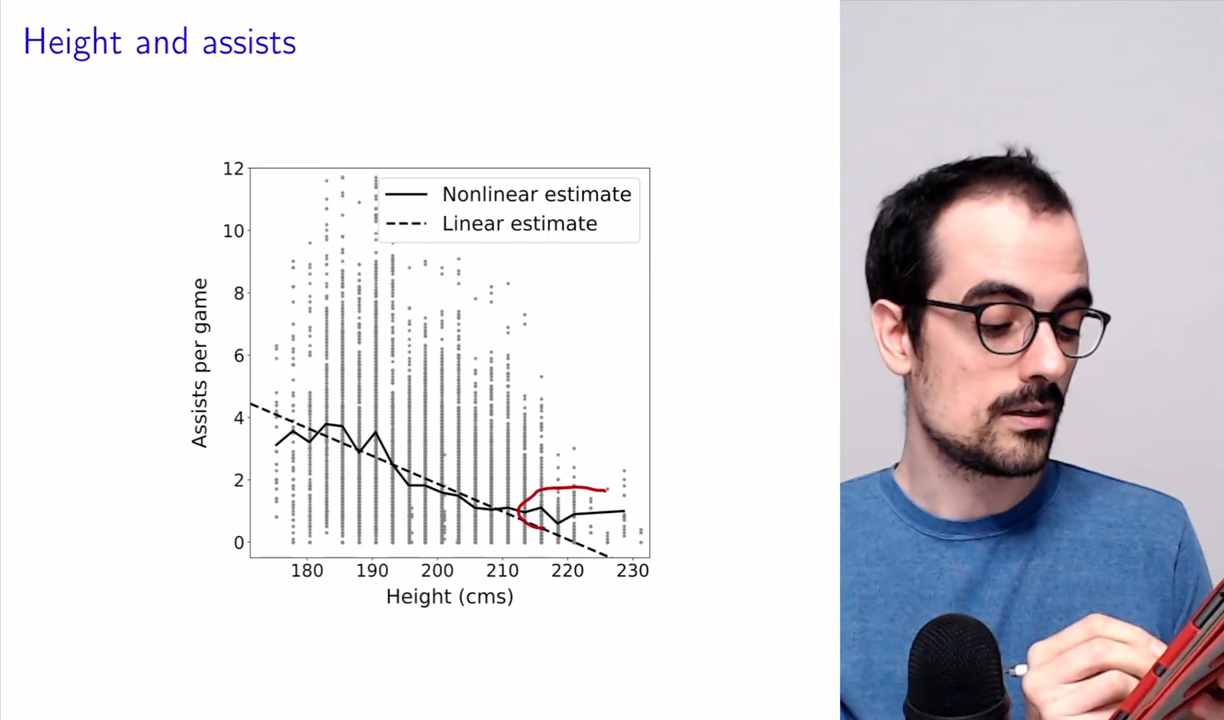 Height and assists
12
10
8
6
4
2
0
Assists per game
Nonlinear estimate
Linear estimate
180 190 200 210 220 230
Height (cms)